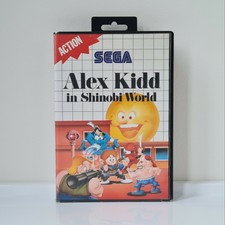 ACTION
SEGA
Alex Kidd
in Shinobi World